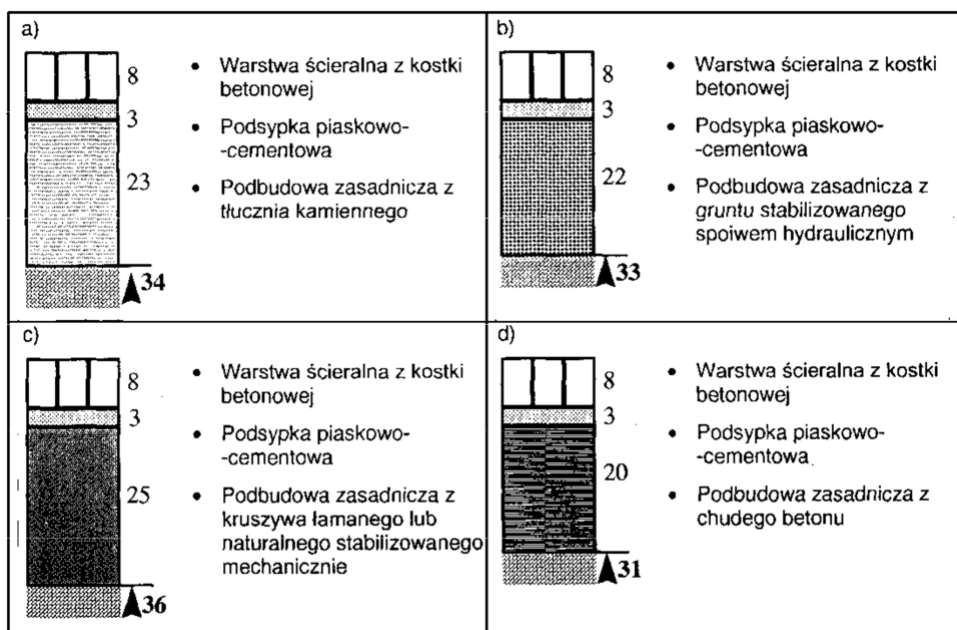 a)
8
3
23
34
• Warstwa ścieralna z kostki
betonowej
• Podsypka piaskowo-
-cementowa
• Podbudowa zasadnicza z
tłucznia kamiennego
b)
8
3
22
33
• Warstwa ścieralna z kostki
betonowej
• Podsypka piaskowo-
-cementowa
• Podbudowa zasadnicza z
gruntu stabilizowanego
spoiwem hydraulicznym
c)
8
3
25
36
• Warstwa ścieralna z kostki
betonowej
• Podsypka piaskowo-
-cementowa
• Podbudowa zasadnicza z
kruszywa łamanego lub
naturalnego stabilizowanego
mechanicznie
d)
8
3
20
31
• Warstwa ścieralna z kostki
betonowej
• Podsypka piaskowo-
-cementowa
• Podbudowa zasadnicza z
chudego betonu